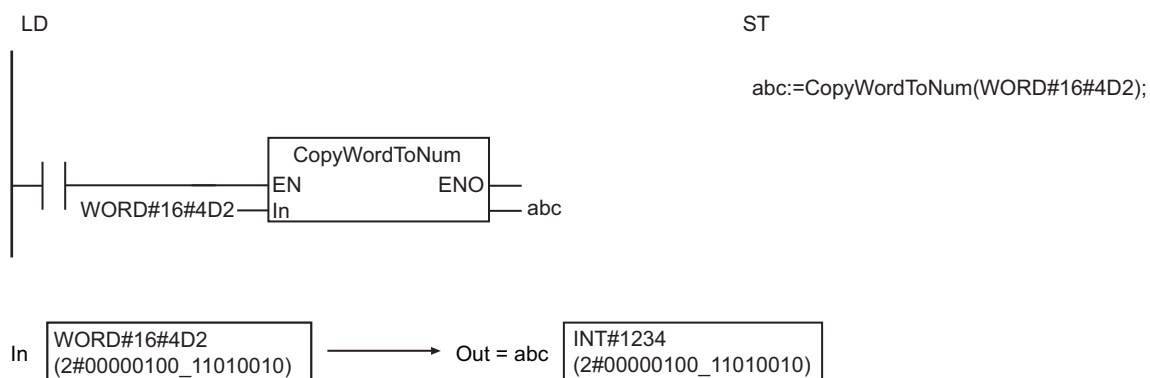 LD
ST
abc:=CopyWordToNum(WORD#16#4D2);
CopyWordToNum
EN ENO
WORD#16#4D2 In abc
In WORD#16#4D2 (2#00000100_11010010) Out = abc INT#1234 (2#00000100_11010010)